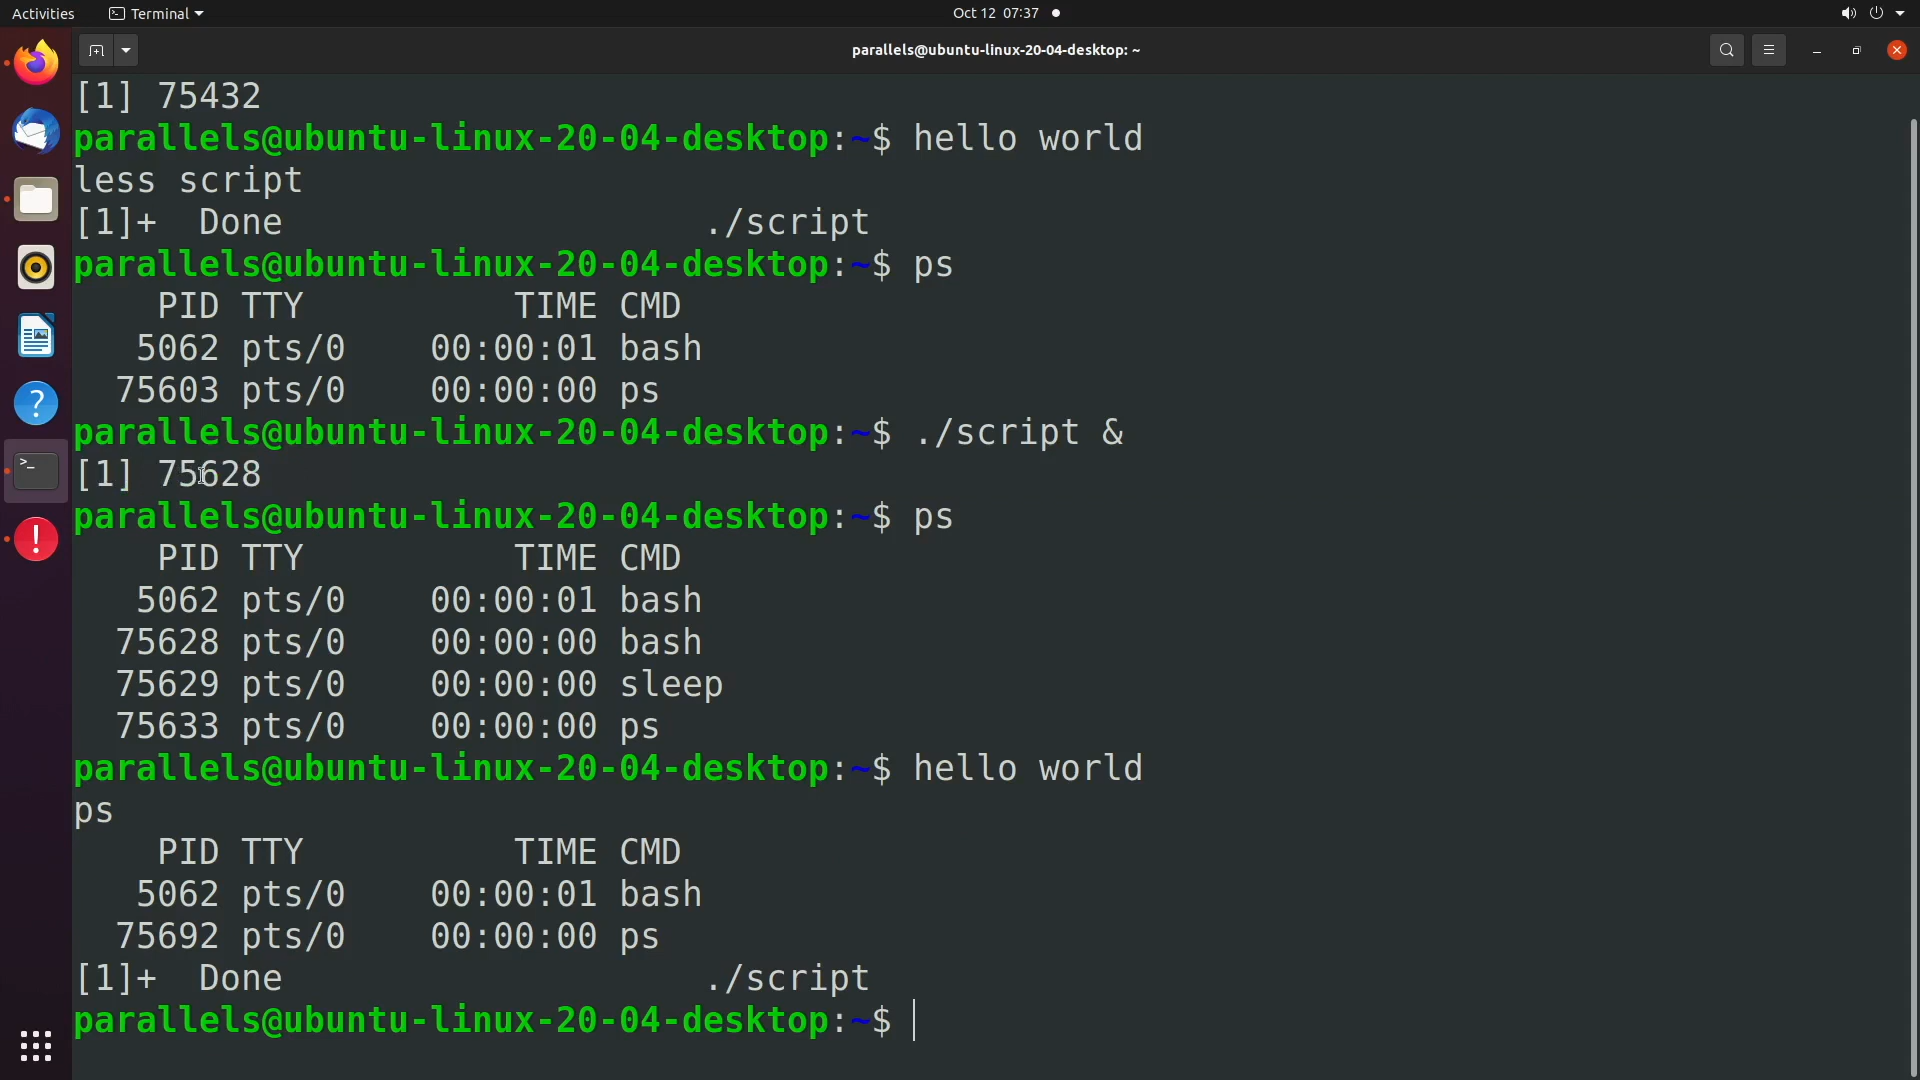 Activities Terminal Oct 12 07:37
parallels@ubuntu-linux-20-04-desktop: ~
[1] 75432
parallels@ubuntu-linux-20-04-desktop:~$ hello world
less script
[1]+  Done                    ./script
parallels@ubuntu-linux-20-04-desktop:~$ ps
    PID TTY          TIME CMD
   5062 pts/0    00:00:01 bash
  75603 pts/0    00:00:00 ps
parallels@ubuntu-linux-20-04-desktop:~$ ./script &
[1] 75628
parallels@ubuntu-linux-20-04-desktop:~$ ps
    PID TTY          TIME CMD
   5062 pts/0    00:00:01 bash
  75628 pts/0    00:00:00 bash
  75629 pts/0    00:00:00 sleep
  75633 pts/0    00:00:00 ps
parallels@ubuntu-linux-20-04-desktop:~$ hello world
ps
    PID TTY          TIME CMD
   5062 pts/0    00:00:01 bash
  75692 pts/0    00:00:00 ps
[1]+  Done                    ./script
parallels@ubuntu-linux-20-04-desktop:~$